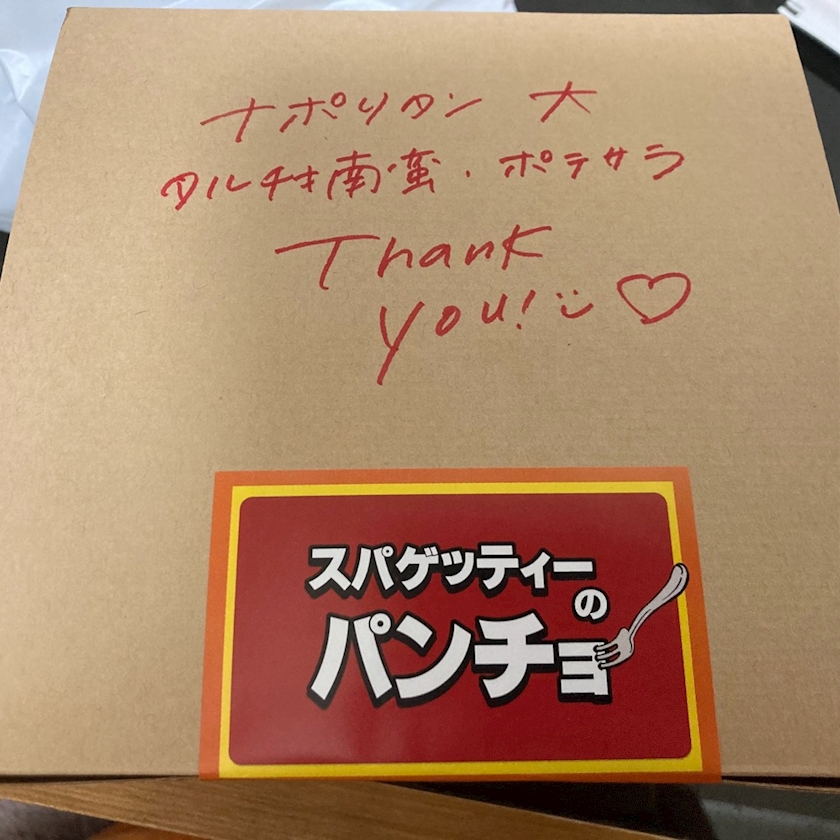 ナポリタン 大
タルチキ南蛮・ポテサラ
Thank
you!
スパゲッティー
の
パンチョ